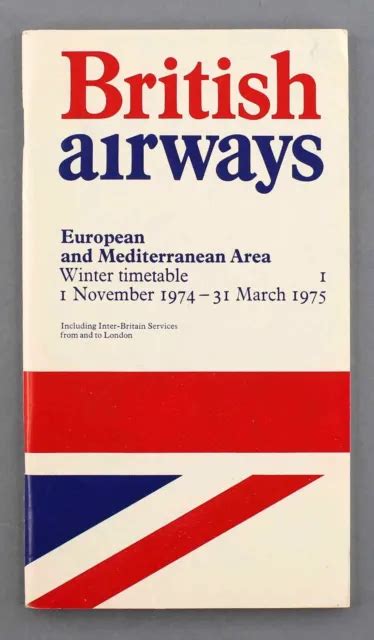 British
airways
European
and Mediterranean Area
Winter timetable 1
1 November 1974 – 31 March 1975
Including Inter-Britain Services
from and to London